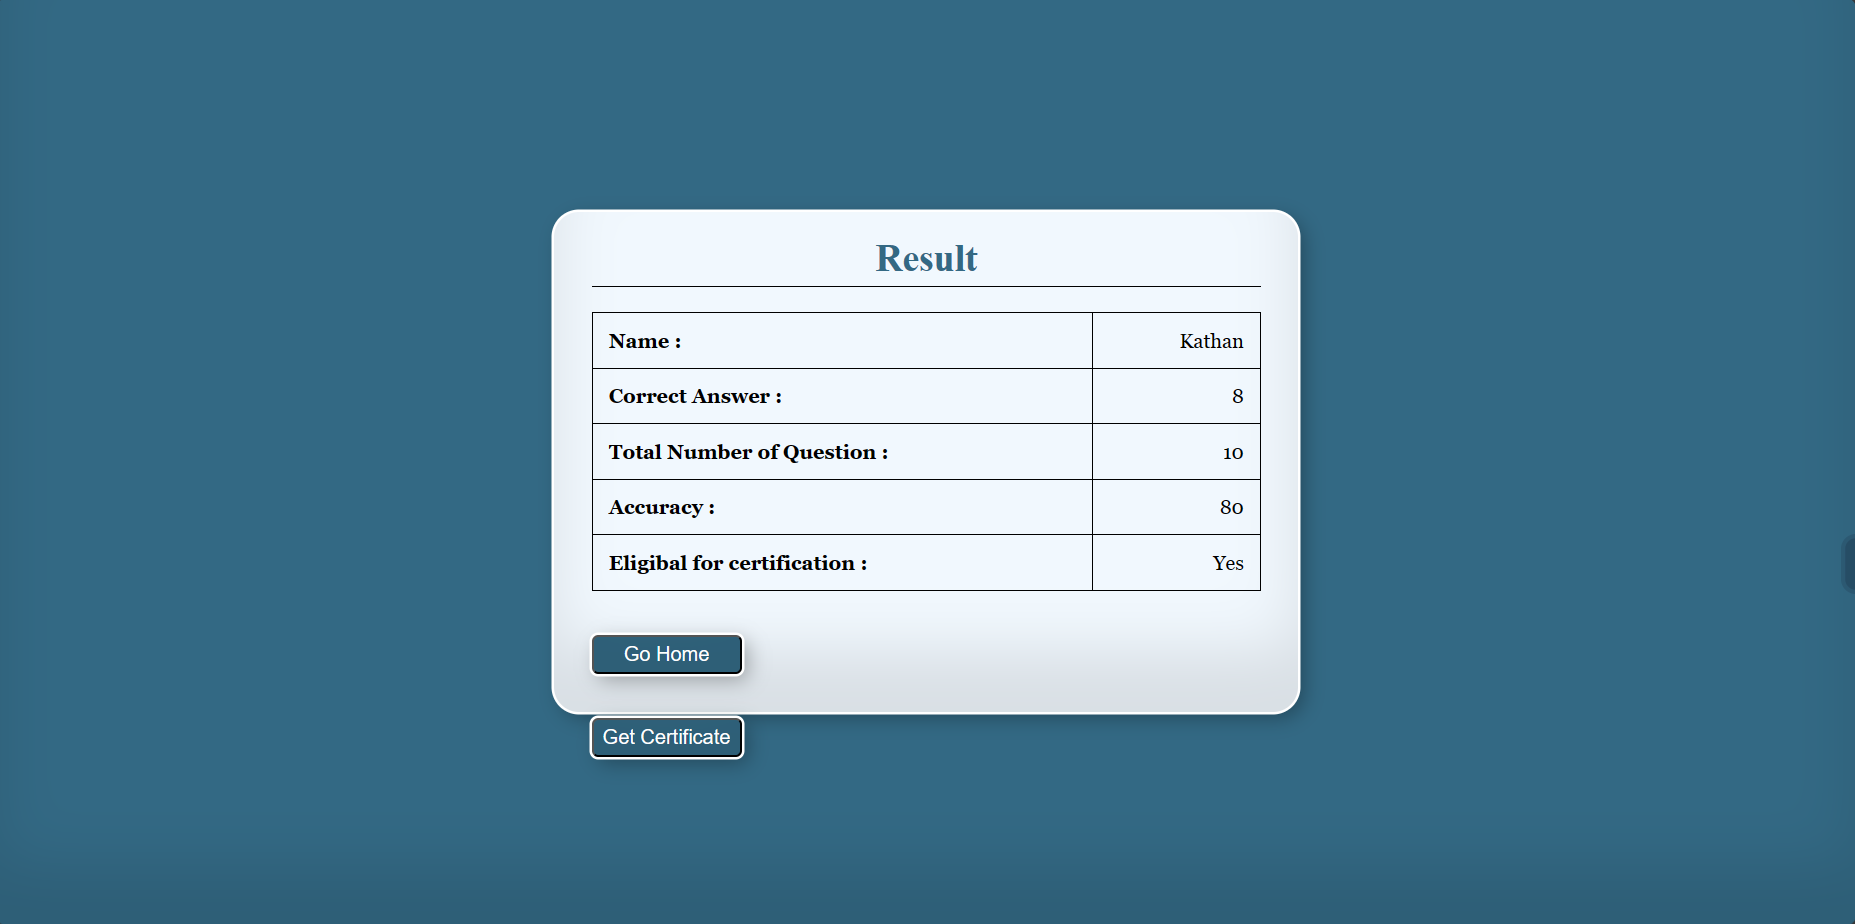 Result
Name : Kathan
Correct Answer : 8
Total Number of Question : 10
Accuracy : 80
Eligibal for certification : Yes
Go Home
Get Certificate